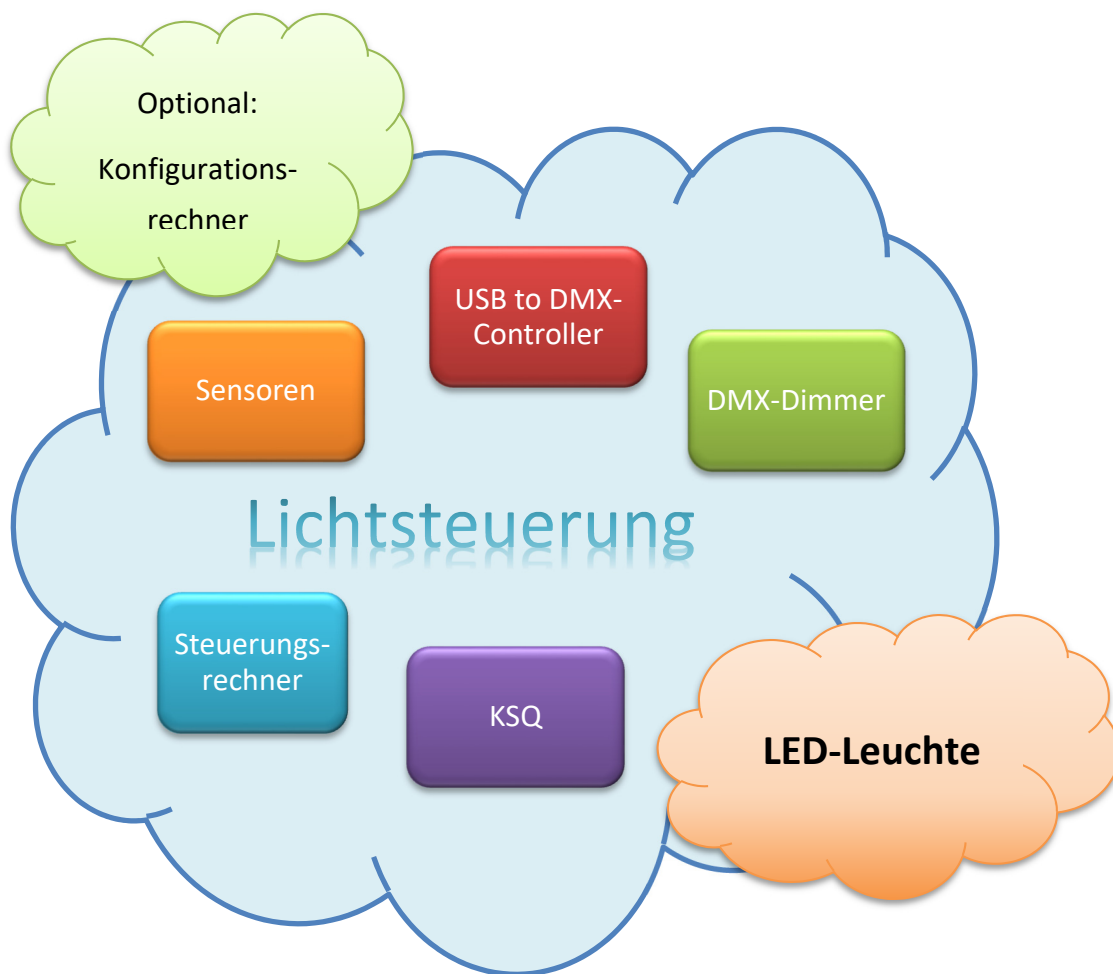 Optional:
Konfigurations-
rechner
USB to DMX-
Controller
Sensoren
DMX-Dimmer
Lichtsteuerung
Steuerungs-
rechner
KSQ
LED-Leuchte